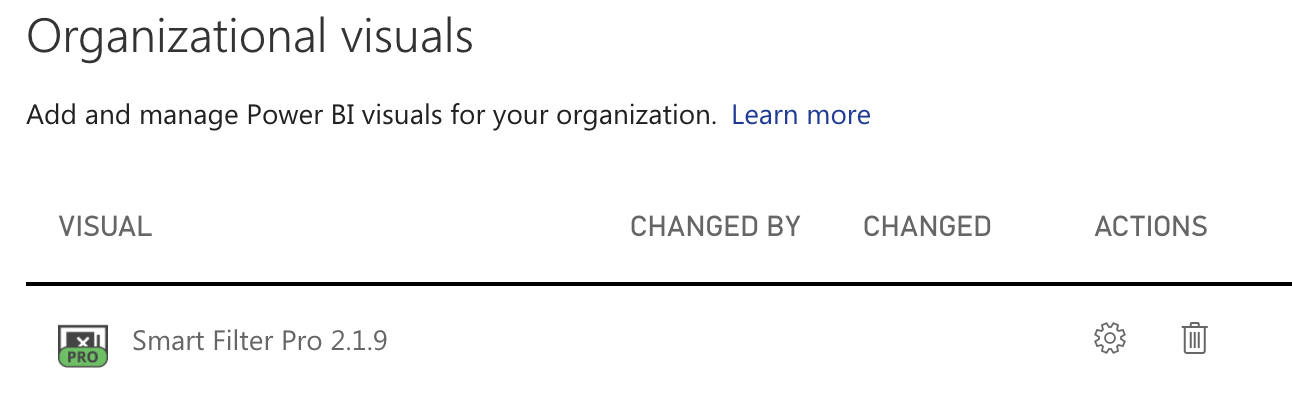 Organizational visuals
Add and manage Power BI visuals for your organization. Learn more
VISUAL CHANGED BY CHANGED ACTIONS
PRO Smart Filter Pro 2.1.9